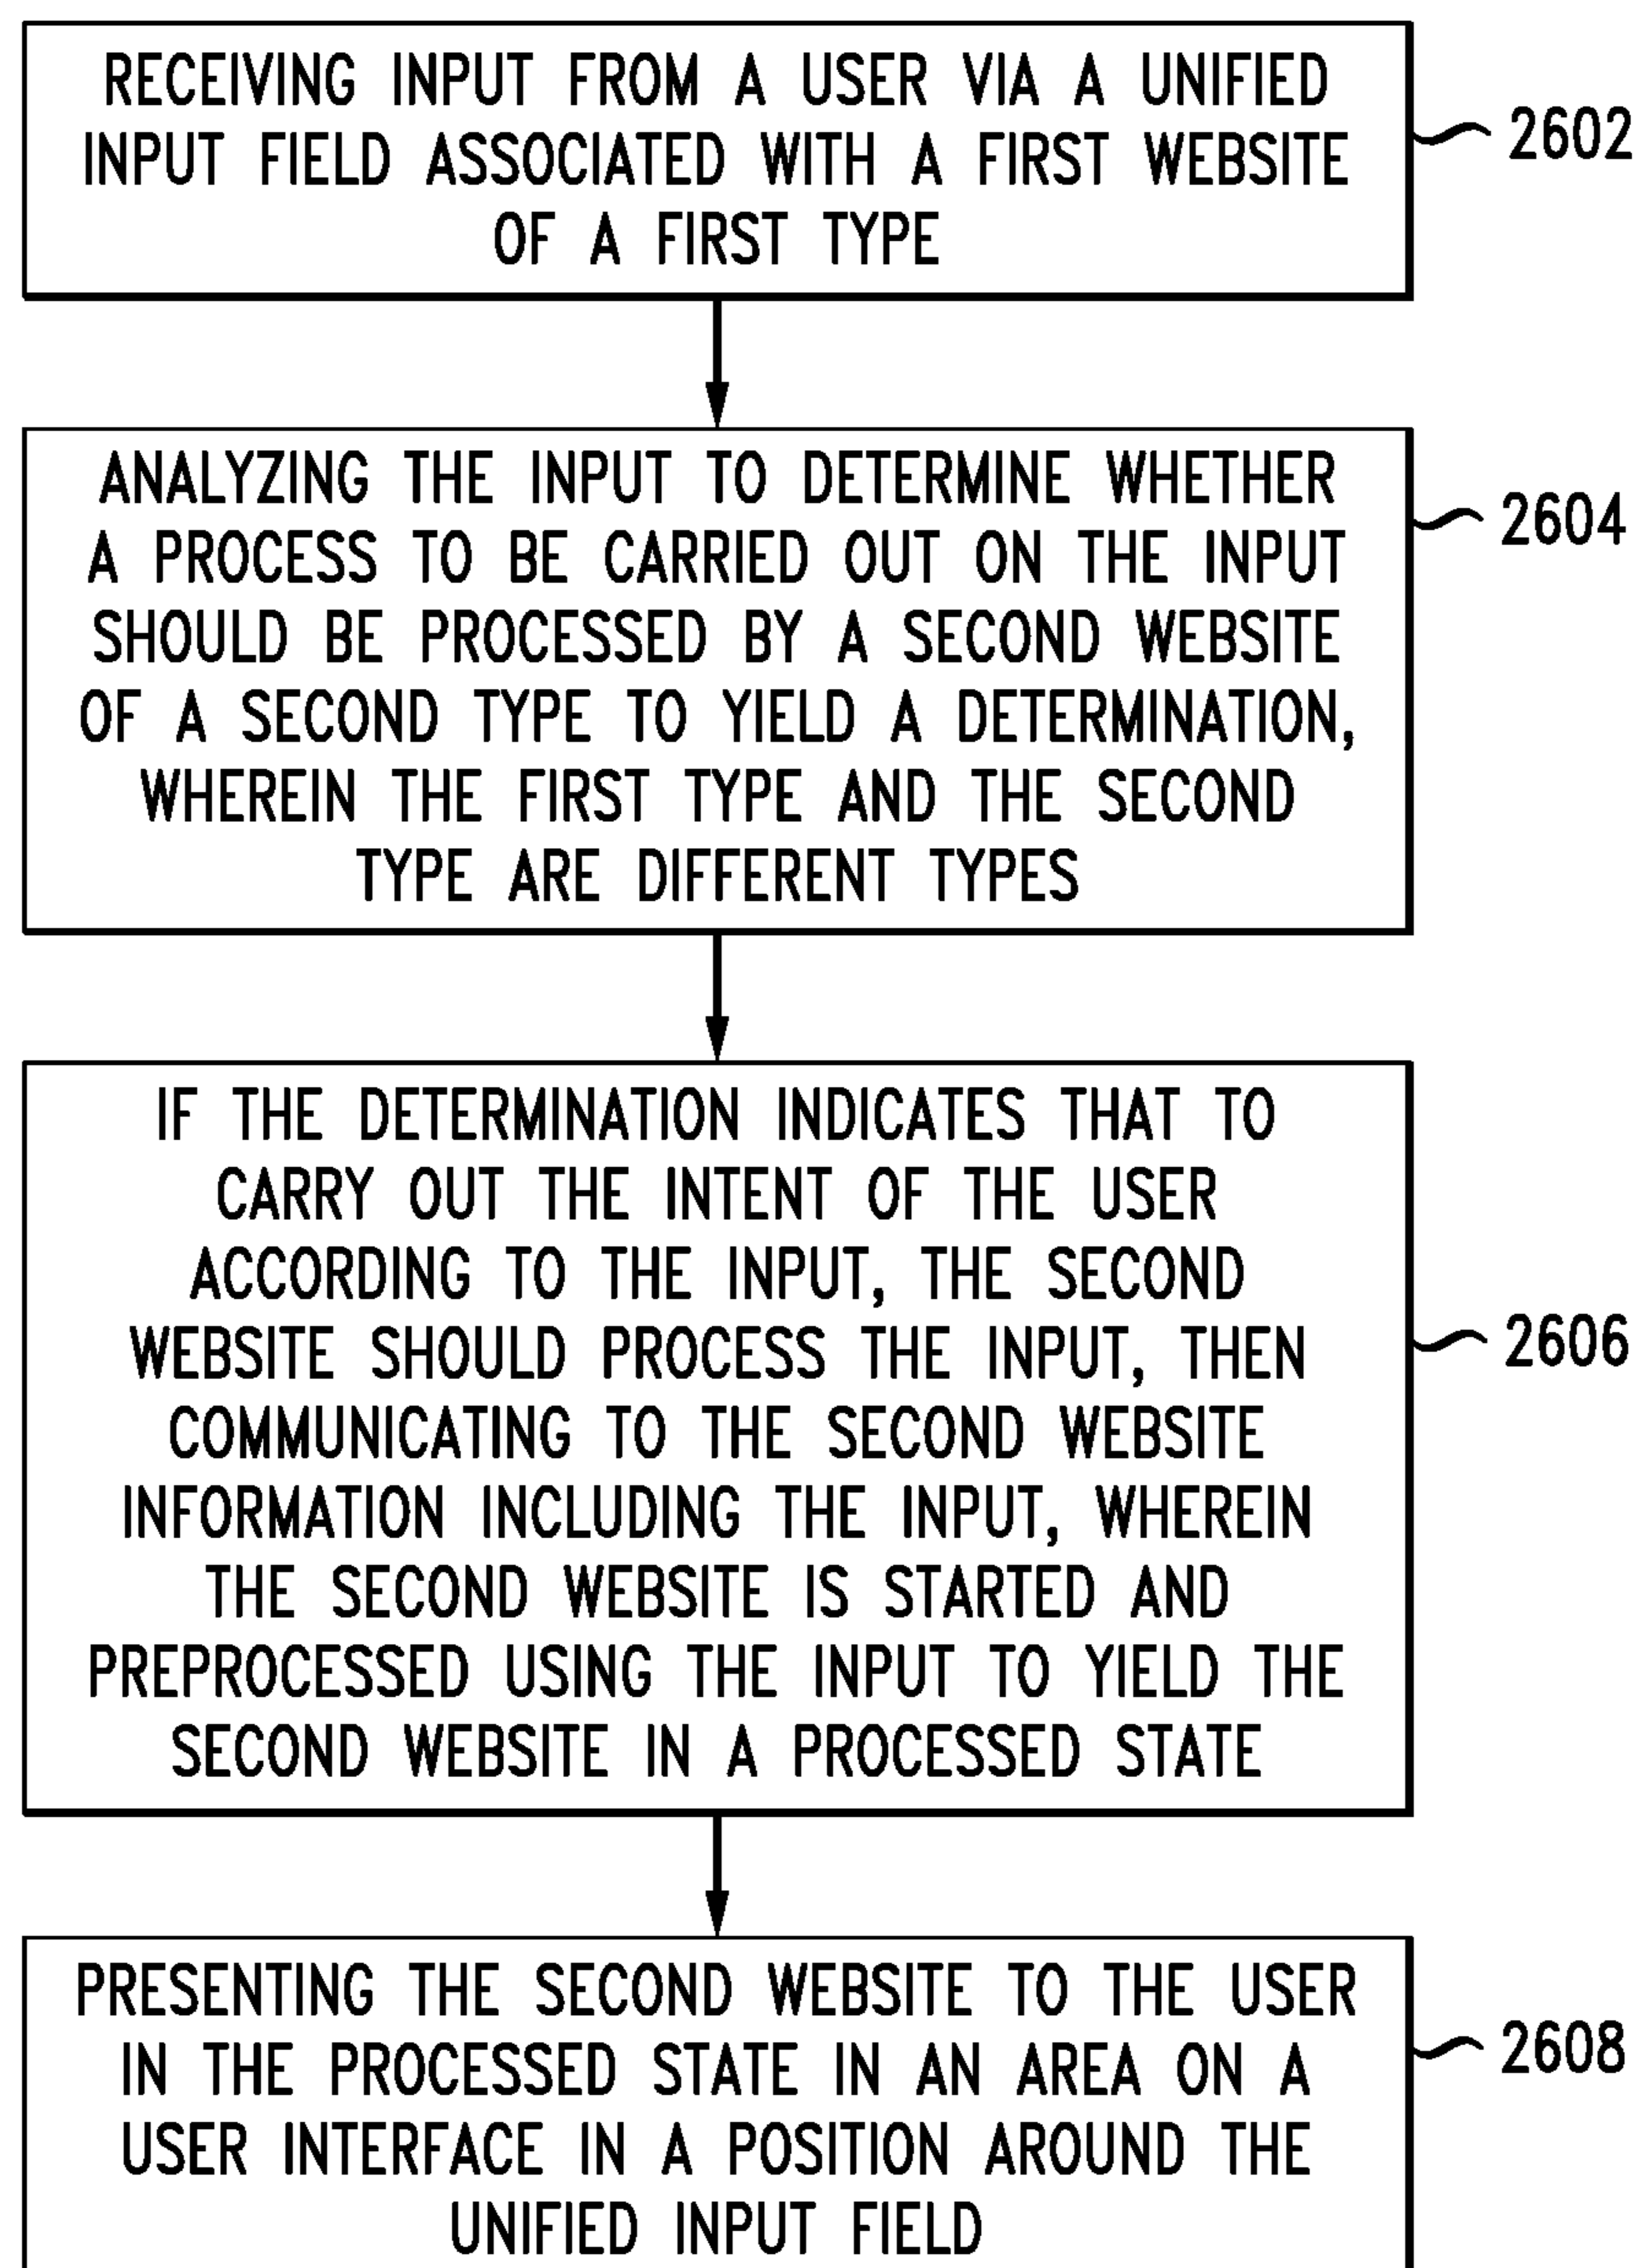 RECEIVING INPUT FROM A USER VIA A UNIFIED
INPUT FIELD ASSOCIATED WITH A FIRST WEBSITE
OF A FIRST TYPE
2602
ANALYZING THE INPUT TO DETERMINE WHETHER
A PROCESS TO BE CARRIED OUT ON THE INPUT
SHOULD BE PROCESSED BY A SECOND WEBSITE
OF A SECOND TYPE TO YIELD A DETERMINATION,
WHEREIN THE FIRST TYPE AND THE SECOND
TYPE ARE DIFFERENT TYPES
2604
IF THE DETERMINATION INDICATES THAT TO
CARRY OUT THE INTENT OF THE USER
ACCORDING TO THE INPUT, THE SECOND
WEBSITE SHOULD PROCESS THE INPUT, THEN
COMMUNICATING TO THE SECOND WEBSITE
INFORMATION INCLUDING THE INPUT, WHEREIN
THE SECOND WEBSITE IS STARTED AND
PREPROCESSED USING THE INPUT TO YIELD THE
SECOND WEBSITE IN A PROCESSED STATE
2606
PRESENTING THE SECOND WEBSITE TO THE USER
IN THE PROCESSED STATE IN AN AREA ON A
USER INTERFACE IN A POSITION AROUND THE
UNIFIED INPUT FIELD
2608